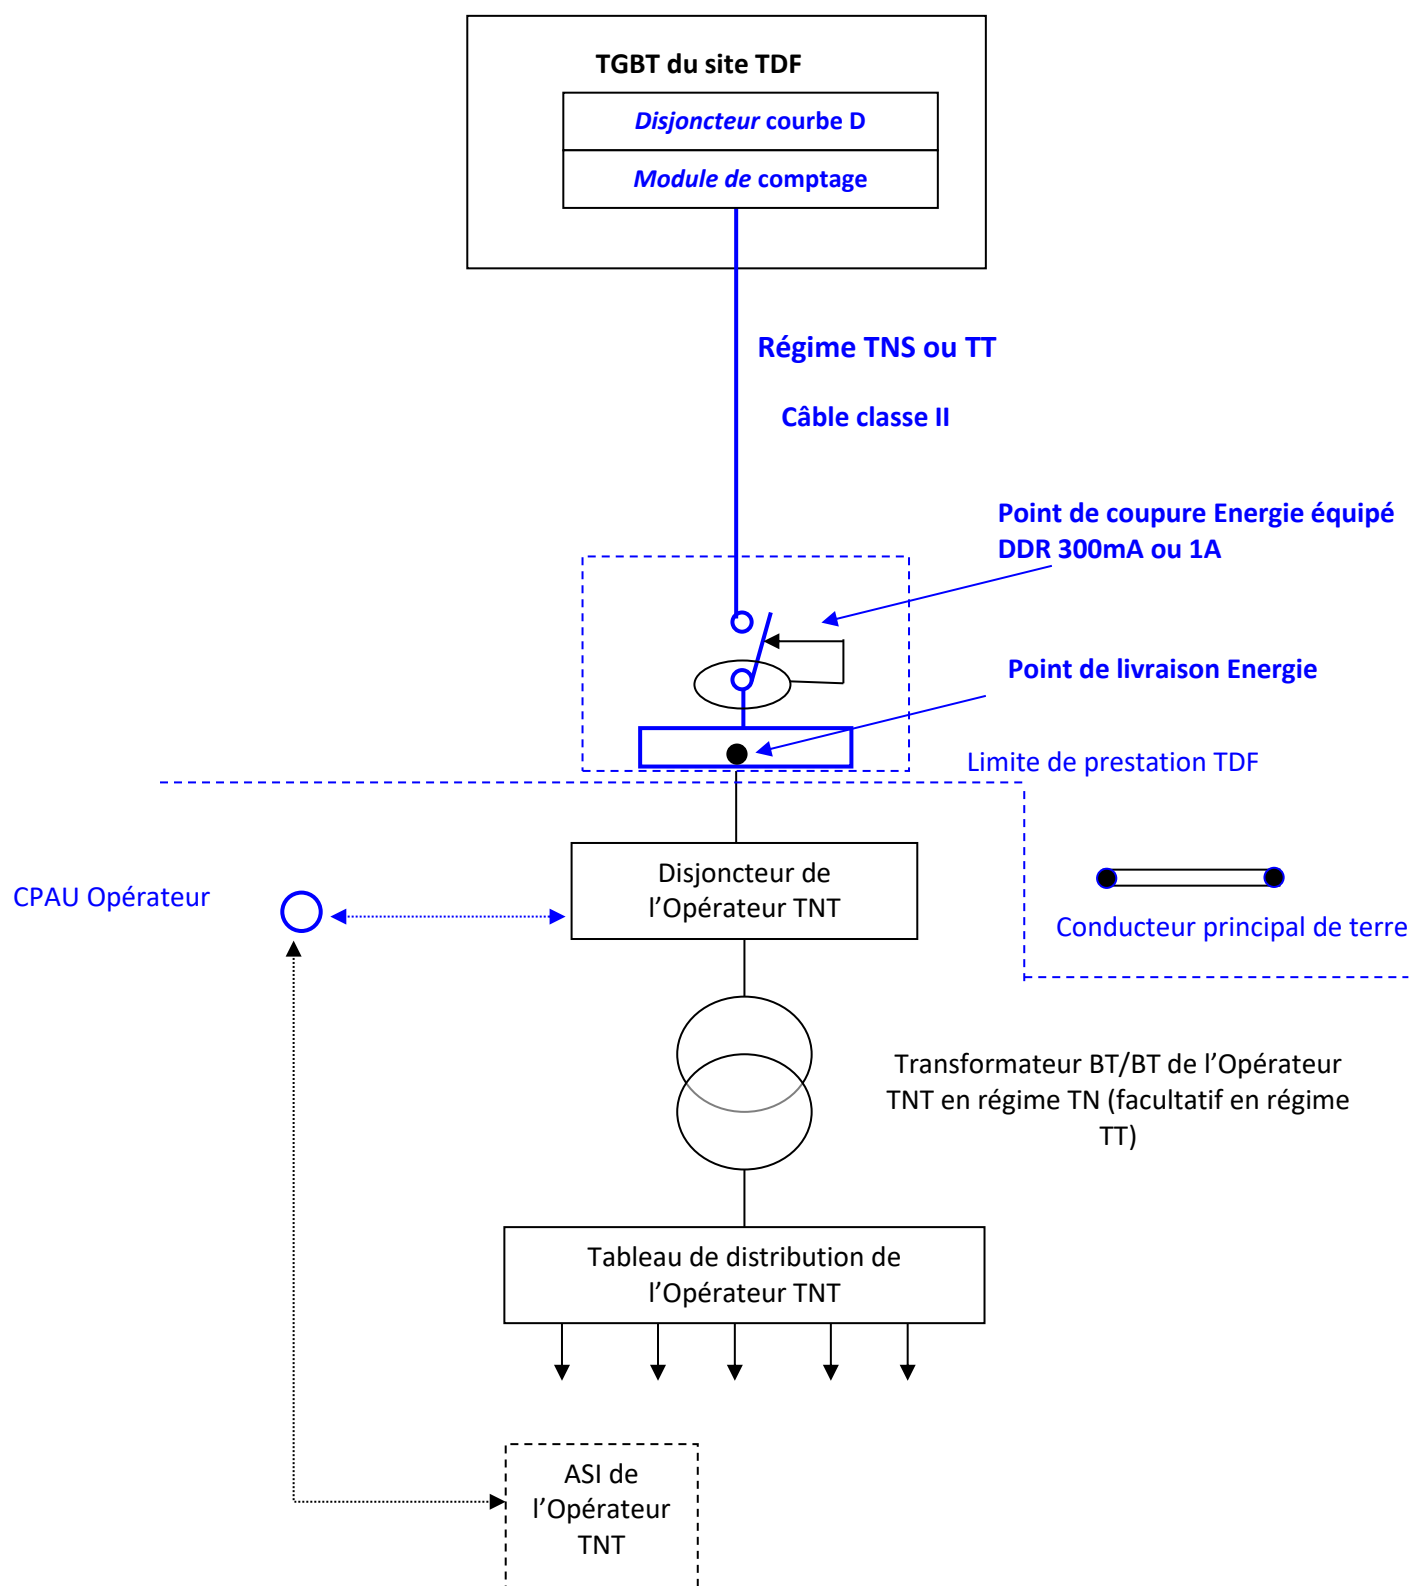 TGBT du site TDF
Disjoncteur courbe D
Module de comptage
Régime TNS ou TT
Câble classe II
Point de coupure Energie équipé
DDR 300mA ou 1A
Point de livraison Energie
Limite de prestation TDF
Disjoncteur de
l’Opérateur TNT
CPAU Opérateur
Conducteur principal de terre
Transformateur BT/BT de l’Opérateur
TNT en régime TN (facultatif en régime
TT)
Tableau de distribution de
l’Opérateur TNT
ASI de
l’Opérateur
TNT